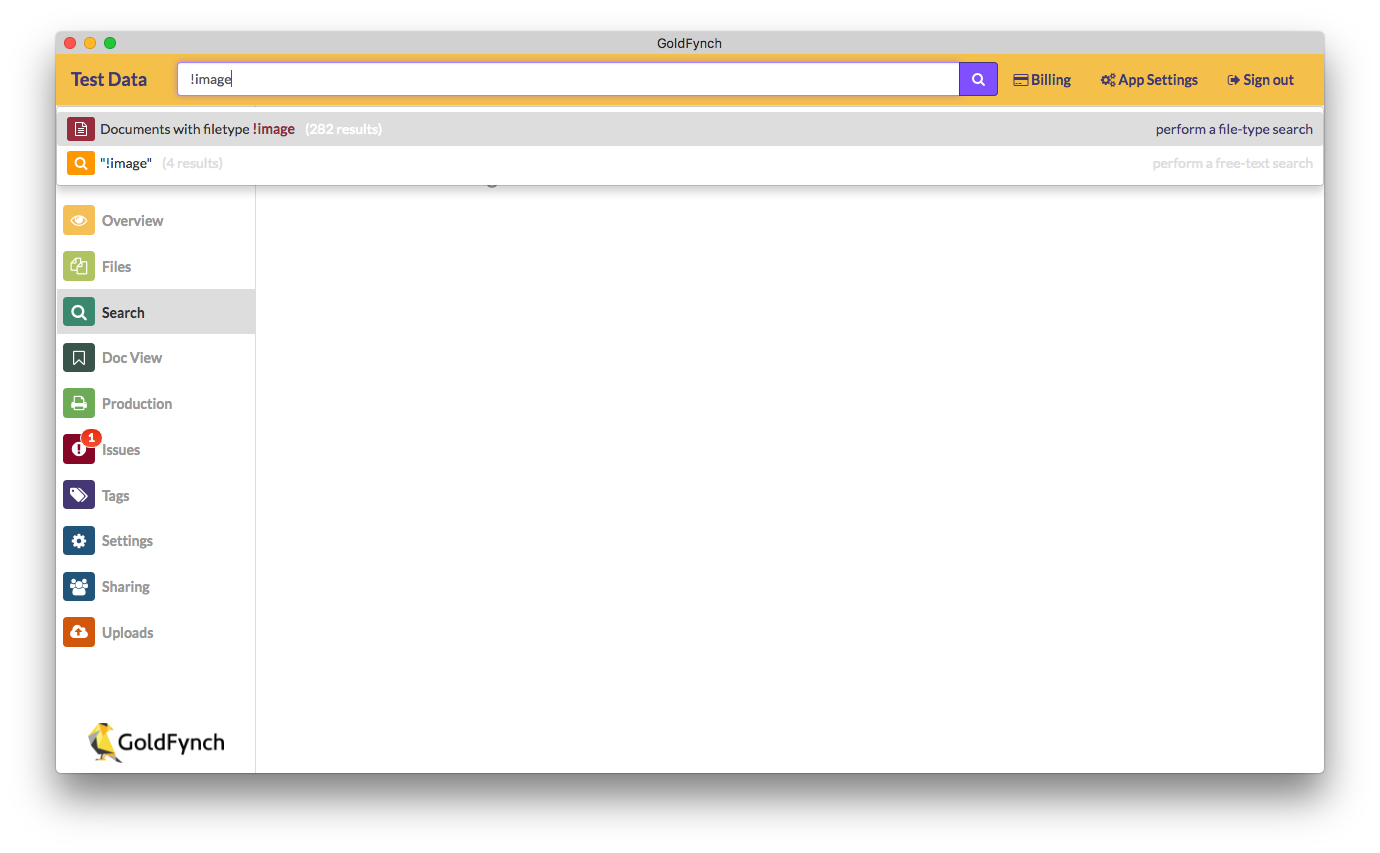 GoldFynch
Test Data !image Billing App Settings Sign out
Documents with filetype !image (282 results) perform a file-type search
"!image" (4 results) perform a free-text search
Overview
Files
Search
Doc View
Production
1
Issues
Tags
Settings
Sharing
Uploads
GoldFynch